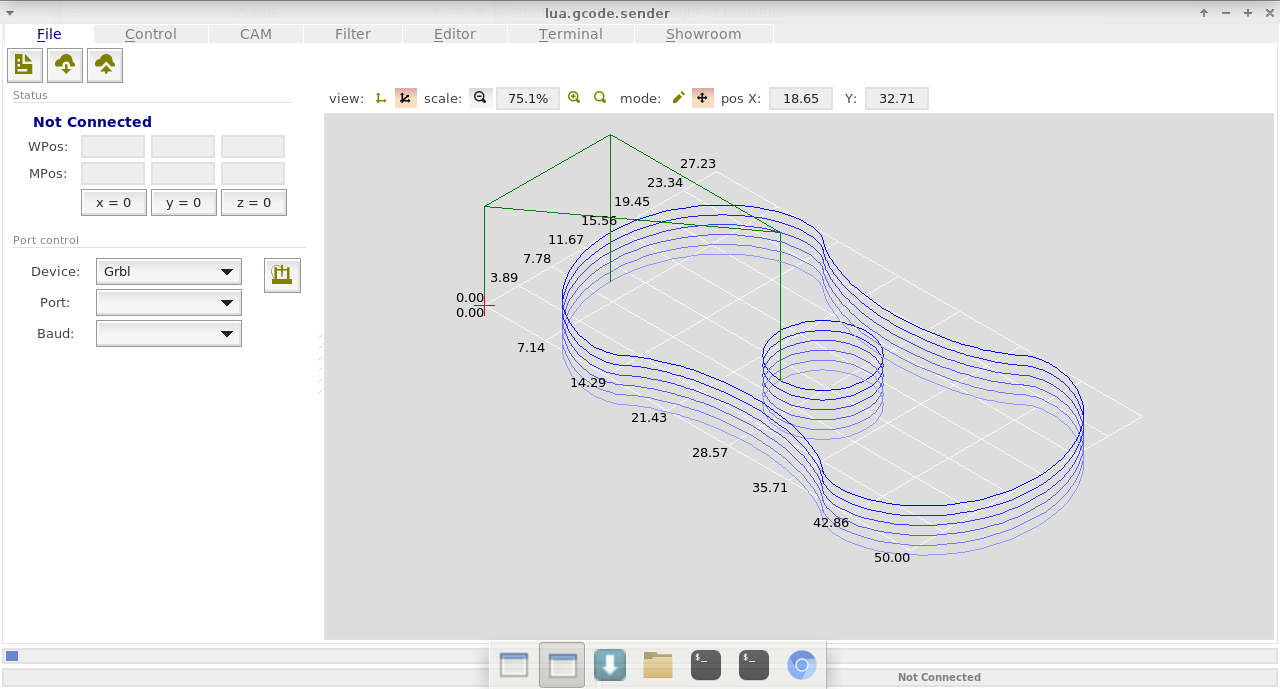 lua.gcode.sender
File Control CAM Filter Editor Terminal Showroom
Status
Not Connected
WPos:
MPos:
x = 0 y = 0 z = 0
Port control
Device: Grbl
Port:
Baud:
view: scale: 75.1% mode: pos X: 18.65 Y: 32.71
27.23
23.34
19.45
15.56
11.67
7.78
3.89
0.00
0.00
7.14
14.29
21.43
28.57
35.71
42.86
50.00
$_ $_
Not Connected